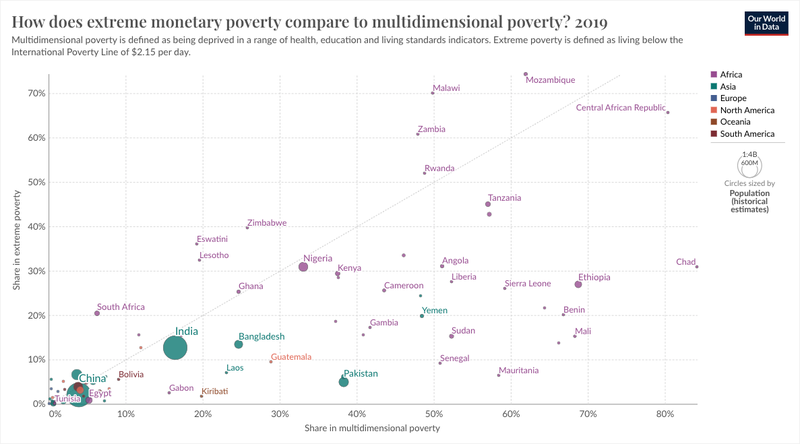 How does extreme monetary poverty compare to multidimensional poverty? 2019
Our World
in Data
Multidimensional poverty is defined as being deprived in a range of health, education and living standards indicators. Extreme poverty is defined as living below the
International Poverty Line of $2.15 per day.
Share in extreme poverty
70%
60%
50%
40%
30%
20%
10%
0%
Malawi
Mozambique
Central African Republic
Zambia
Rwanda
Tanzania
Zimbabwe
Eswatini
Lesotho
Nigeria
Kenya
Angola
Chad
Ghana
Cameroon
Liberia
Sierra Leone
Ethiopia
South Africa
Gambia
Yemen
Benin
India
Bangladesh
Sudan
Mali
Guatemala
Senegal
Laos
China
Bolivia
Pakistan
Mauritania
Tunisia
Egypt
Gabon
Kiribati
0%
10%
20%
30%
40%
50%
60%
70%
80%
Share in multidimensional poverty
Africa
Asia
Europe
North America
Oceania
South America
1:4B
600M
Circles sized by
Population
(historical
estimates)